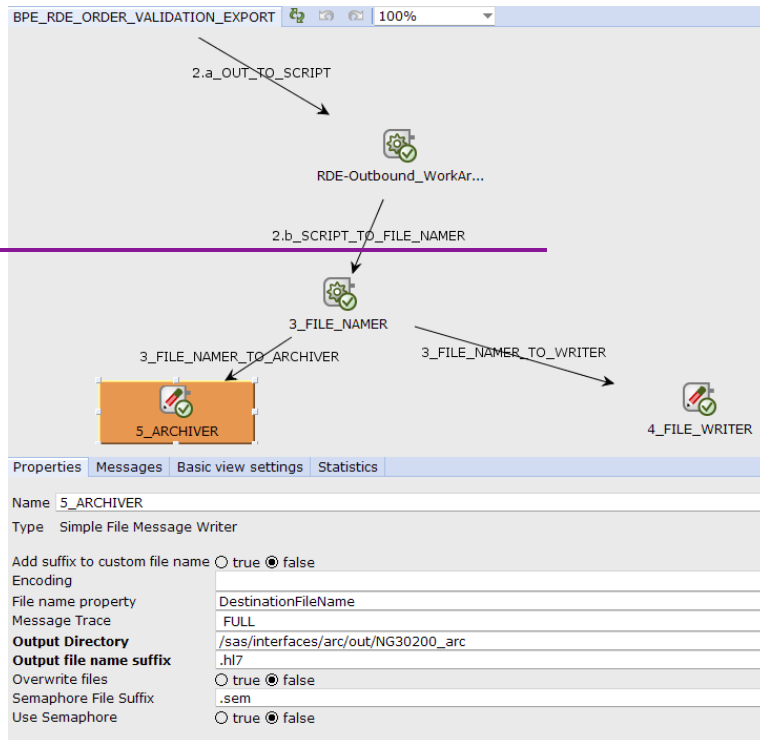 BPE_RDE_ORDER_VALIDATION_EXPORT 100%
2.a_OUT_TO_SCRIPT
RDE-Outbound_WorkAr...
2.b_SCRIPT_TO_FILE_NAMER
3_FILE_NAMER
3_FILE_NAMER_TO_ARCHIVER 3_FILE_NAMER_TO_WRITER
5_ARCHIVER 4_FILE_WRITER
Properties Messages Basic view settings Statistics
Name 5_ARCHIVER
Type Simple File Message Writer
Add suffix to custom file name true false
Encoding
File name property DestinationFileName
Message Trace FULL
Output Directory /sas/interfaces/arc/out/NG30200_arc
Output file name suffix .hl7
Overwrite files true false
Semaphore File Suffix .sem
Use Semaphore true false